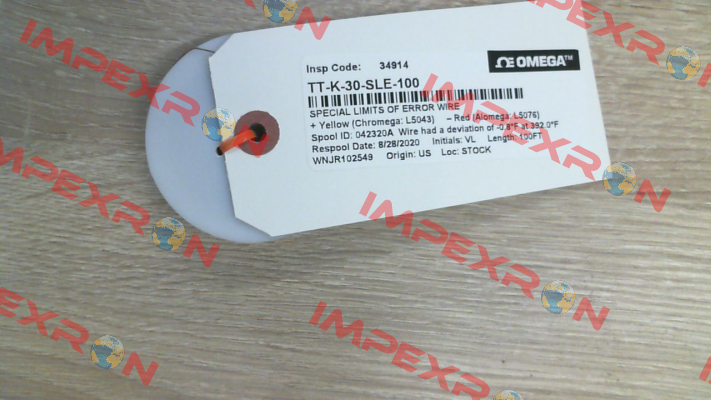 Insp Code: 34914
ΩE OMEGA™
TT-K-30-SLE-100
SPECIAL LIMITS OF ERROR WIRE
+ Yellow (Chromega: L5043) – Red (Alomega: L5076)
Spool ID: 042320A Wire had a deviation of -0.8°F at 392.0°F
Respool Date: 8/28/2020 Initials: VL Length: 100FT
WNJR102549 Origin: US Loc: STOCK
IMPEXRON
IMPEXRON
IMPEXRON
IMPEXRON
IMPEXRON
IMPEXRON